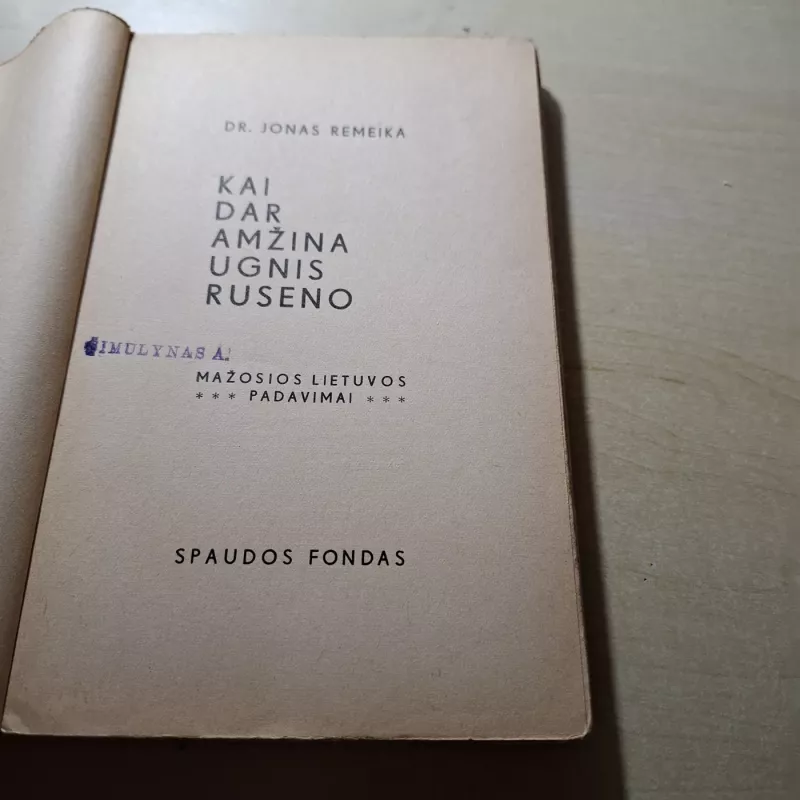 DR. JONAS REMEIKA
KAI
DAR
AMŽINA
UGNIS
RUSENO
ŠIMULYNAS A.
MAŽOSIOS LIETUVOS
*** PADAVIMAI ***
SPAUDOS FONDAS